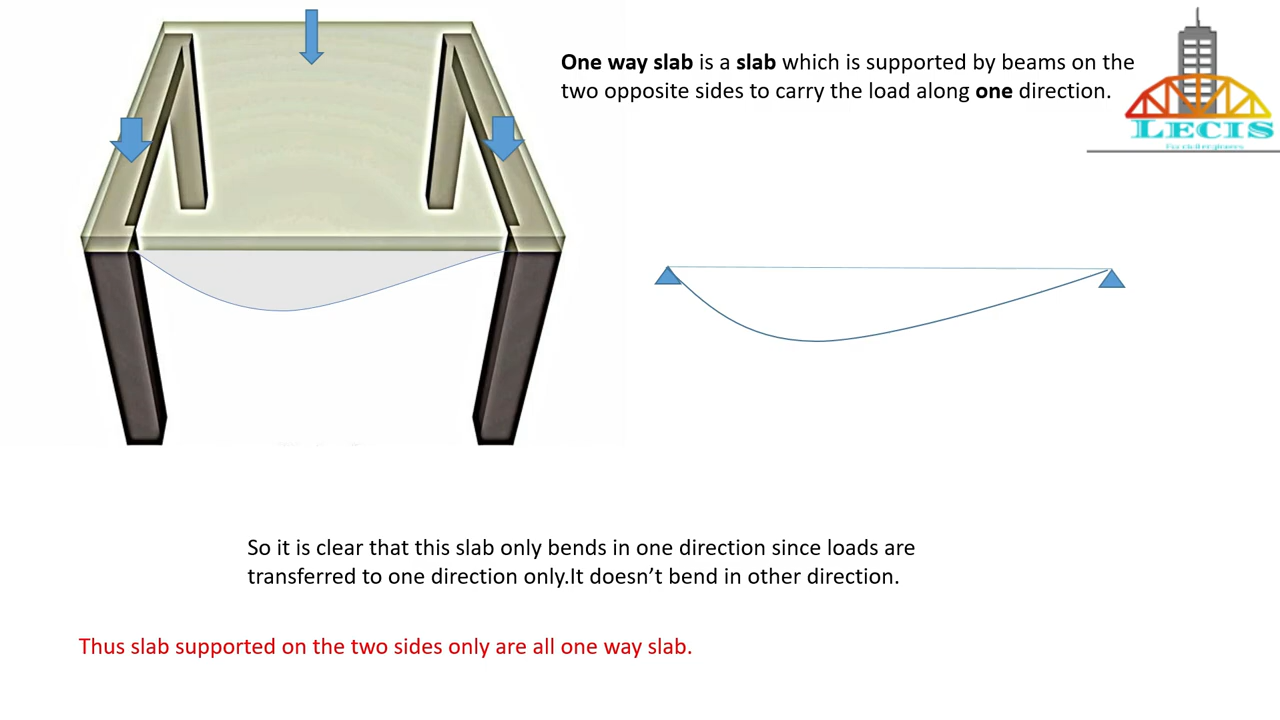 One way slab is a slab which is supported by beams on the
two opposite sides to carry the load along one direction.
LECIS
So it is clear that this slab only bends in one direction since loads are
transferred to one direction only.It doesn’t bend in other direction.
Thus slab supported on the two sides only are all one way slab.